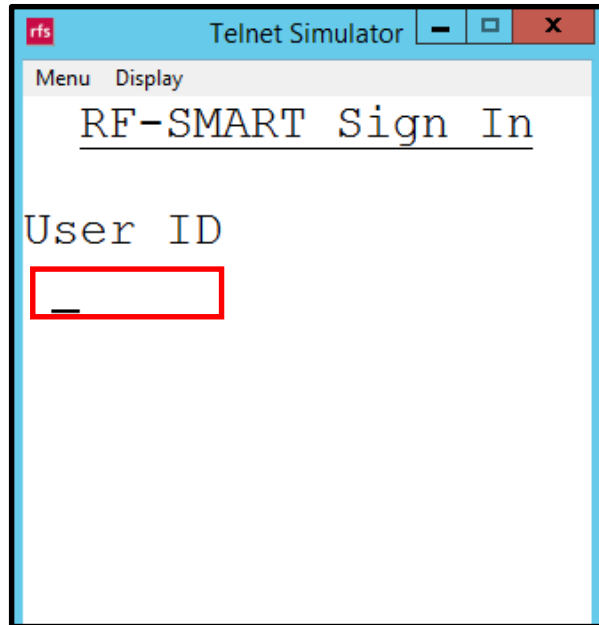 rfs Telnet Simulator
Menu Display
RF-SMART Sign In
User ID
_